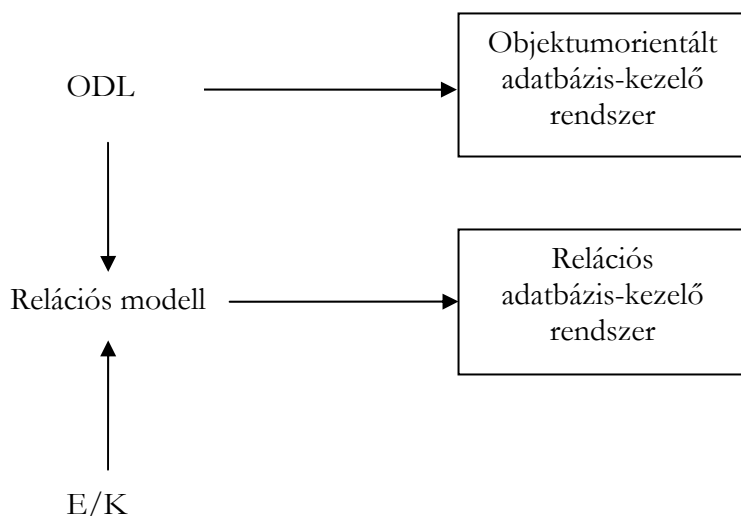 ODL
Objektumorientált
adatbázis-kezelő
rendszer
Relációs modell
Relációs
adatbázis-kezelő
rendszer
E/K